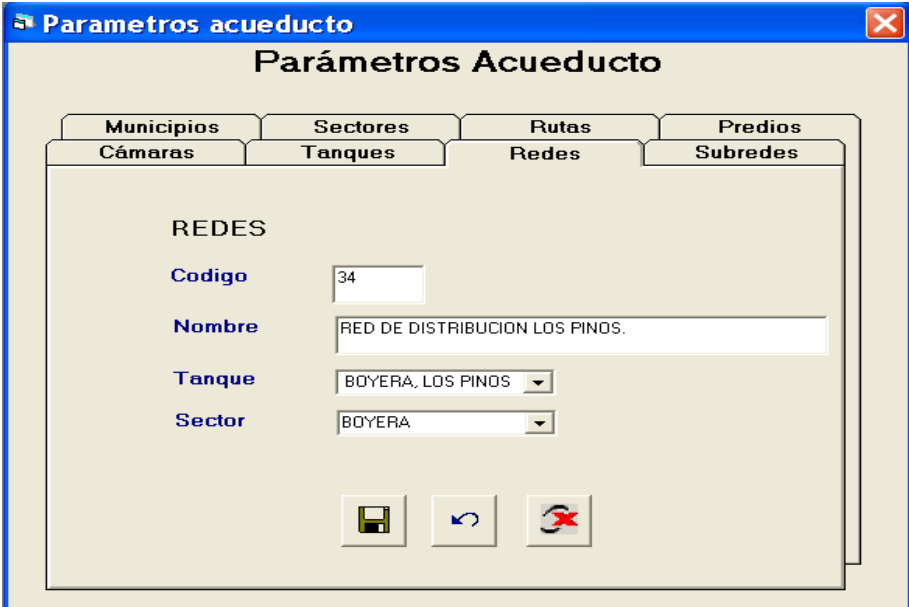 Parametros acueducto
Parámetros Acueducto
Municipios Sectores Rutas Predios
Cámaras Tanques Redes Subredes
REDES
Codigo 34
Nombre RED DE DISTRIBUCION LOS PINOS.
Tanque BOYERA, LOS PINOS
Sector BOYERA